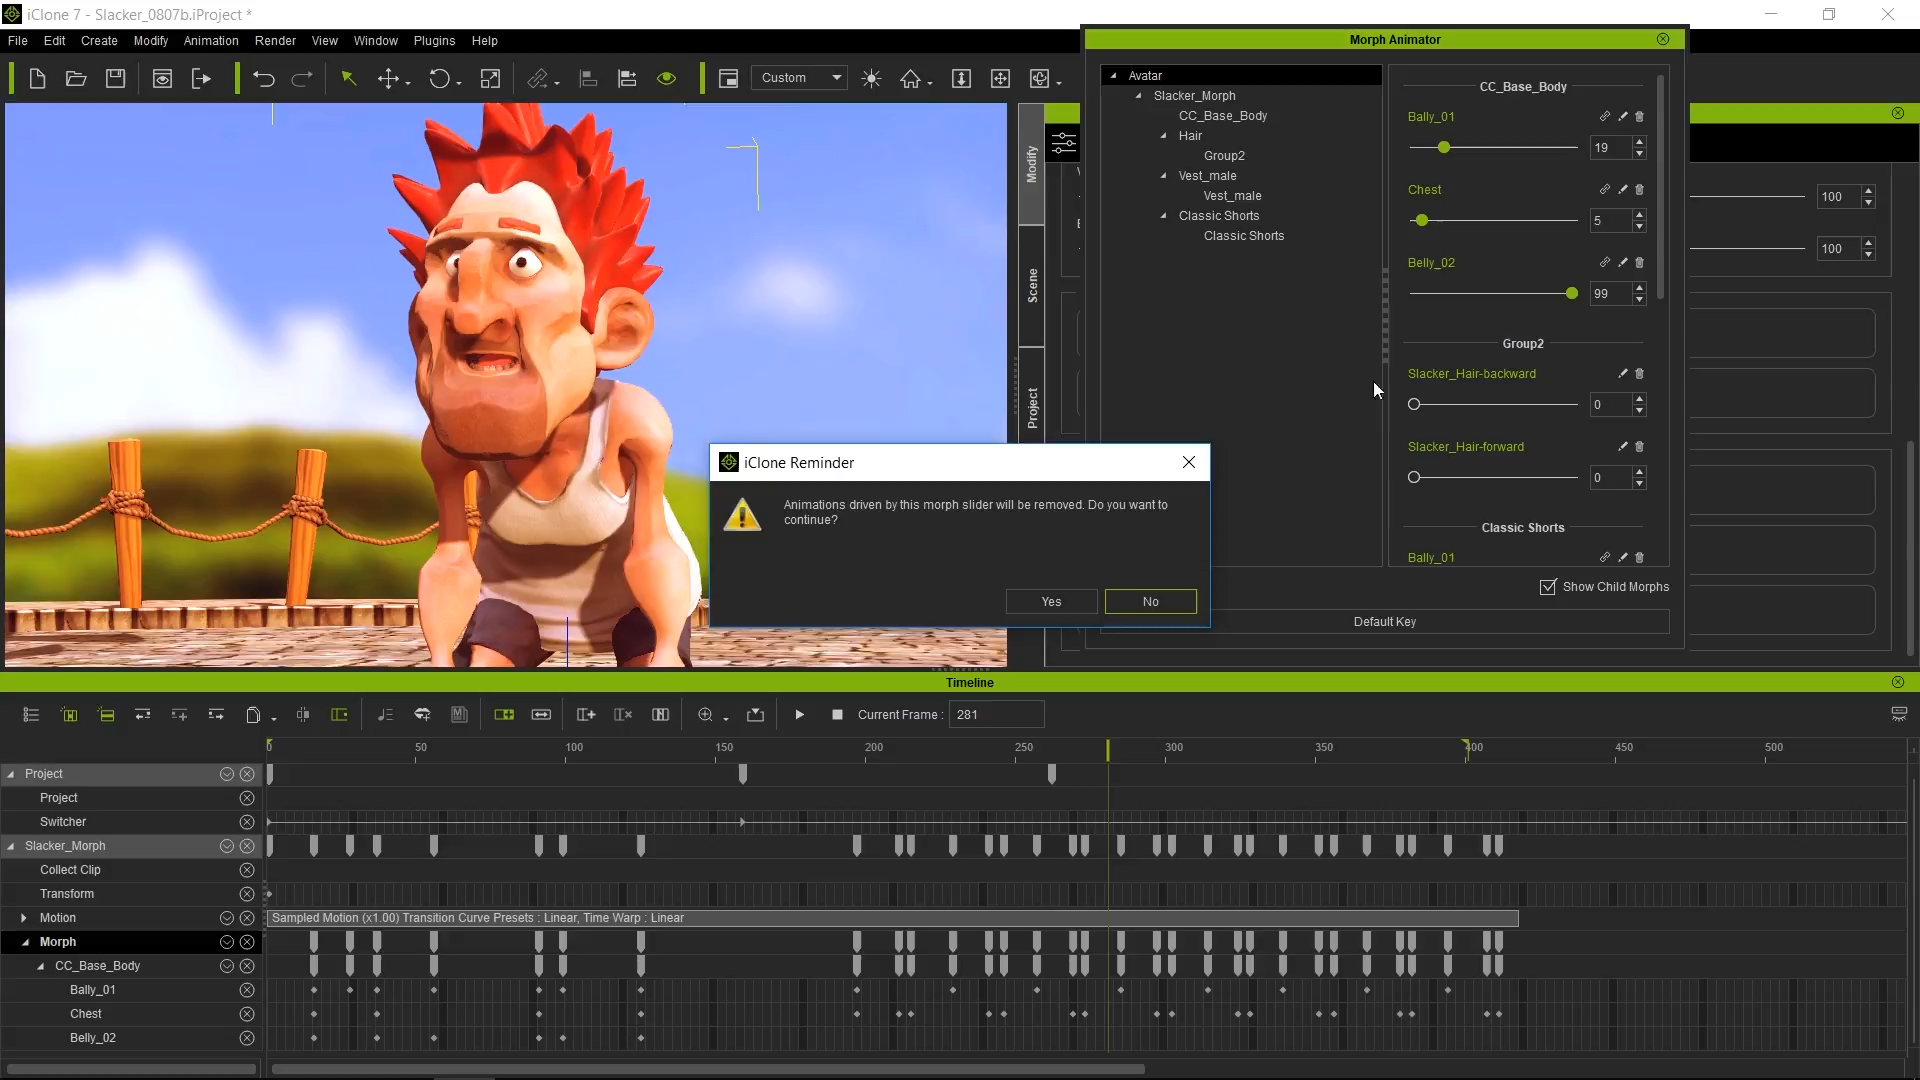 iClone 7 - Slacker_0807b.iProject *
File Edit Create Modify Animation Render View Window Plugins Help
Custom
Morph Animator
Avatar
Slacker_Morph
CC_Base_Body
Hair
Group2
Vest_male
Vest_male
Classic Shorts
Classic Shorts
CC_Base_Body
Bally_01
19
Chest
5
Belly_02
99
Group2
Slacker_Hair-backward
0
Slacker_Hair-forward
0
Classic Shorts
Bally_01
Show Child Morphs
Default Key
Modify
Scene
Project
100
100
iClone Reminder
Animations driven by this morph slider will be removed. Do you want to
continue?
Yes
No
Timeline
Current Frame : 281
0 50 100 150 200 250 300 350 400 450 500
Project
Project
Switcher
Slacker_Morph
Collect Clip
Transform
Motion
Sampled Motion (x1.00) Transition Curve Presets : Linear, Time Warp : Linear
Morph
CC_Base_Body
Bally_01
Chest
Belly_02